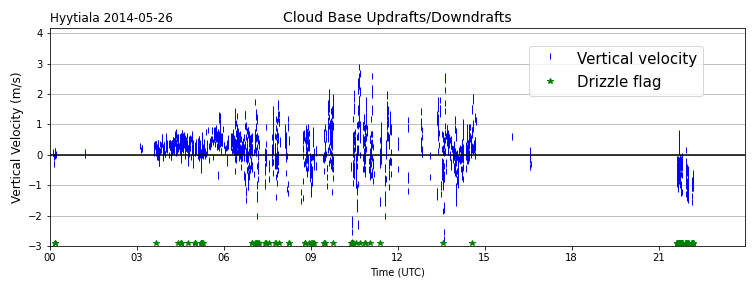 Hyytiala 2014-05-26
Cloud Base Updrafts/Downdrafts
Vertical Velocity (m/s)
4
3
2
1
0
−1
−2
−3
Vertical velocity
Drizzle flag
00 03 06 09 12 15 18 21
Time (UTC)